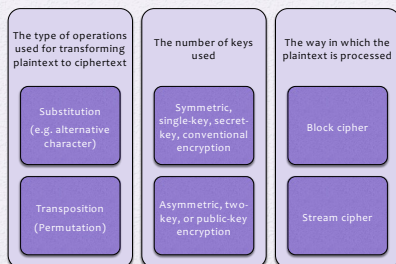 The type of operations
used for transforming
plaintext to ciphertext
Substitution
(e.g. alternative
character)
Transposition
(Permutation)
The number of keys
used
Symmetric,
single-key, secret-
key, conventional
encryption
Asymmetric, two-
key, or public-key
encryption
The way in which the
plaintext is processed
Block cipher
Stream cipher